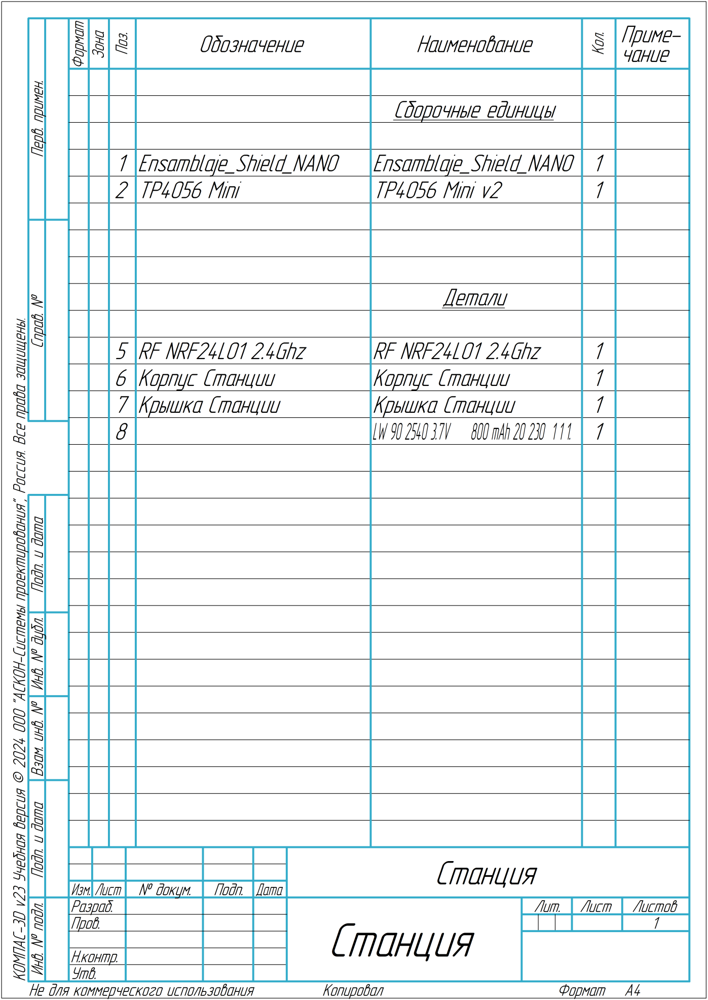 Формат
Зона
Поз.
Обозначение
Наименование
Кол.
Приме-
чание
Сборочные единицы
1 Ensamblaje_Shield_NANO Ensamblaje_Shield_NANO 1
2 TP4056 Mini TP4056 Mini v2 1
Детали
5 RF NRF24L01 2.4Ghz RF NRF24L01 2.4Ghz 1
6 Корпус Станции Корпус Станции 1
7 Крышка Станции Крышка Станции 1
8 LW 90 2540 3.7V 800 mAh 20 230 1 1 1. 1
Перв. примен.
Справ. №
Подп. и дата
Инв. № дубл.
Взам. инв. №
Подп. и дата
Инв. № подл.
КОМПАС-3D v23 Учебная версия © 2024 ООО "АСКОН-Системы проектирования", Россия. Все права защищены.
Станция
Изм. Лист № докум. Подп. Дата
Разраб.
Пров.
Н.контр.
Утв.
Станция
Лит. Лист Листов
1
Не для коммерческого использования Копировал Формат А4